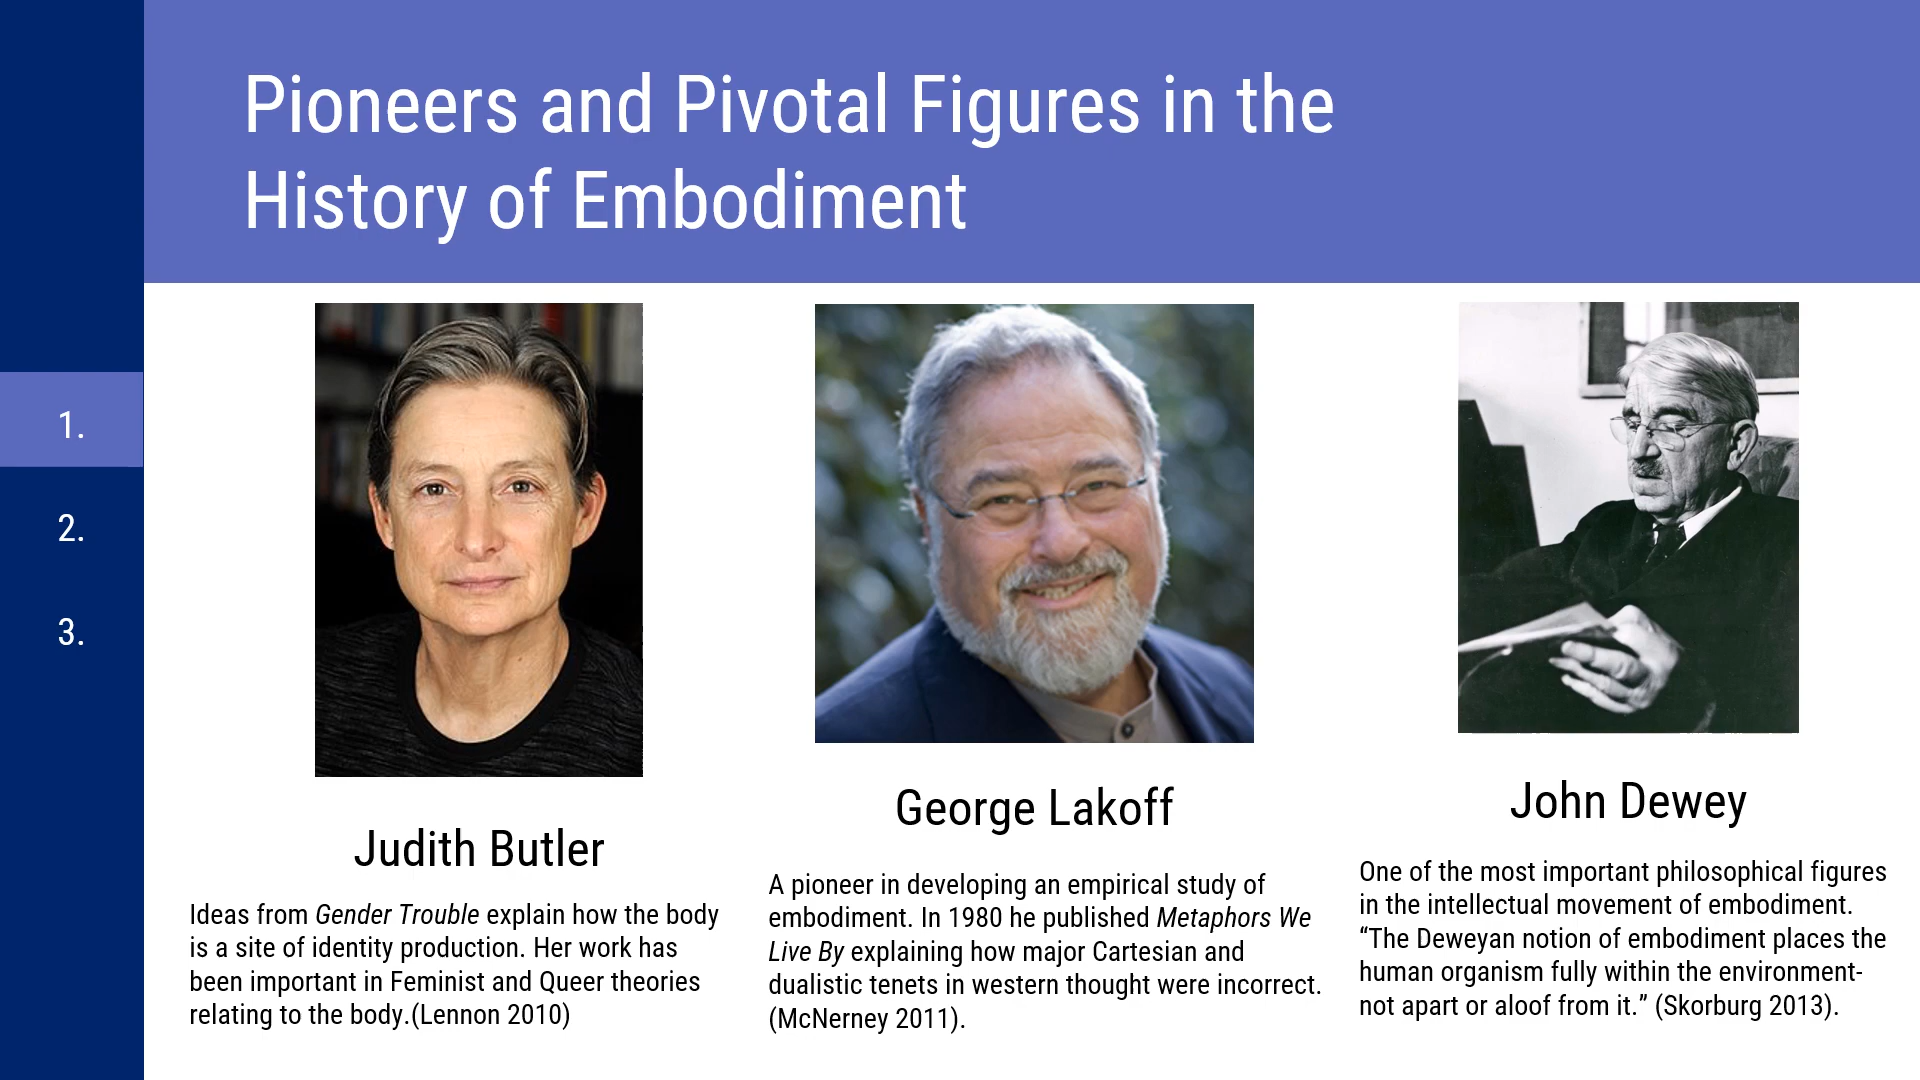 Pioneers and Pivotal Figures in the
History of Embodiment
1.
2.
3.
Judith Butler
Ideas from Gender Trouble explain how the body
is a site of identity production. Her work has
been important in Feminist and Queer theories
relating to the body.(Lennon 2010)
George Lakoff
A pioneer in developing an empirical study of
embodiment. In 1980 he published Metaphors We
Live By explaining how major Cartesian and
dualistic tenets in western thought were incorrect.
(McNerney 2011).
John Dewey
One of the most important philosophical figures
in the intellectual movement of embodiment.
“The Deweyan notion of embodiment places the
human organism fully within the environment-
not apart or aloof from it.” (Skorburg 2013).